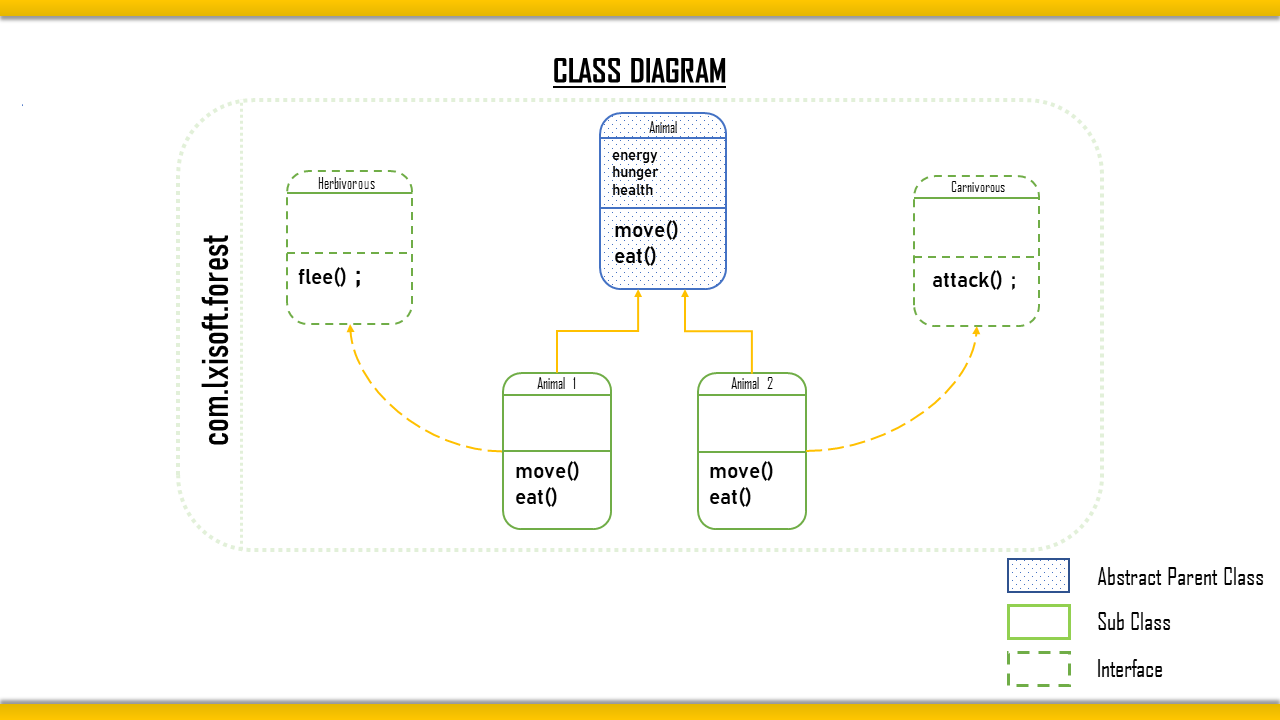 CLASS DIAGRAM
com.lxisoft.forest
Animal
energy
hunger
health
move()
eat()
Herbivorous
flee() ;
Carnivorous
attack() ;
Animal 1
move()
eat()
Animal 2
move()
eat()
Abstract Parent Class
Sub Class
Interface